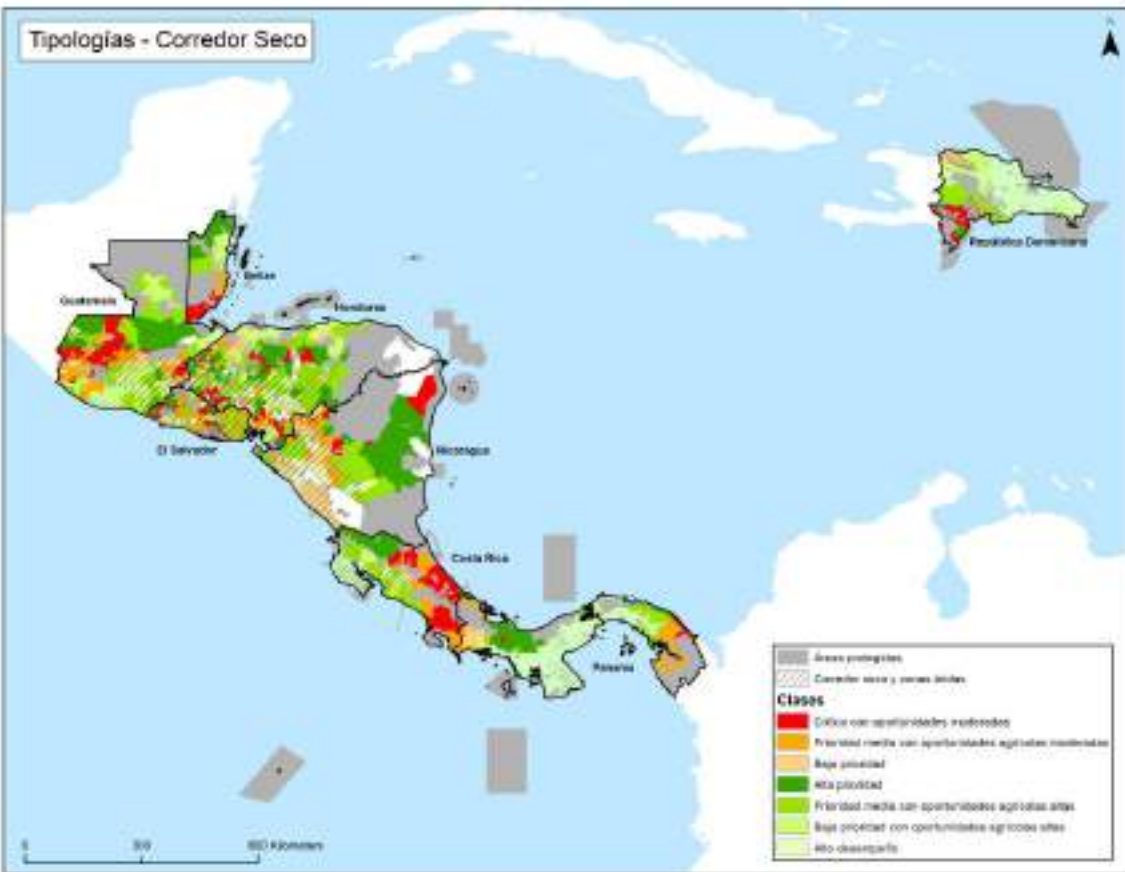 Tipologías - Corredor Seco
N
República Dominicana
Belize
Guatemala
Honduras
El Salvador
Nicaragua
Costa Rica
Panama
Áreas protegidas
Corredor seco y zonas áridas
Clases
Crítico con oportunidades moderadas
Prioridad media con oportunidades agrícolas moderadas
Baja prioridad
Alta prioridad
Prioridad media con oportunidades agrícolas altas
Baja prioridad con oportunidades agrícolas altas
Alto desempeño
0 300 600 Kilometers